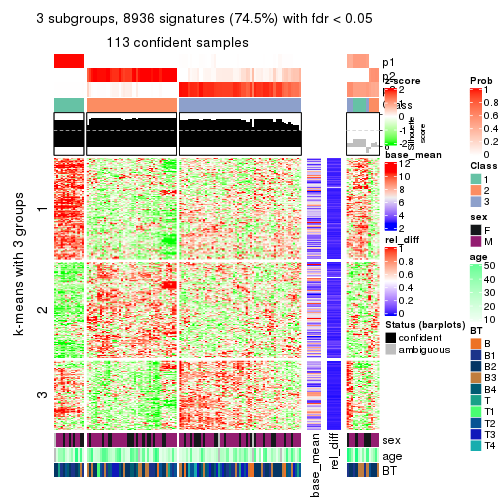 3 subgroups, 8936 signatures (74.5%) with fdr < 0.05
113 confident samples
p1
p2
Class
Silhouette
score
k-means with 3 groups
1
2
3
base_mean
rel_diff
sex
age
BT
z-score
2
1
0
-1
-2
base_mean
12
10
8
6
4
2
rel_diff
1
0.8
0.6
0.4
0.2
0
Status (barplots)
confident
ambiguous
Prob
1
0.8
0.6
0.4
0.2
0
Class
1
2
3
sex
F
M
age
50
40
30
20
10
BT
B
B1
B2
B3
B4
T
T1
T2
T3
T4